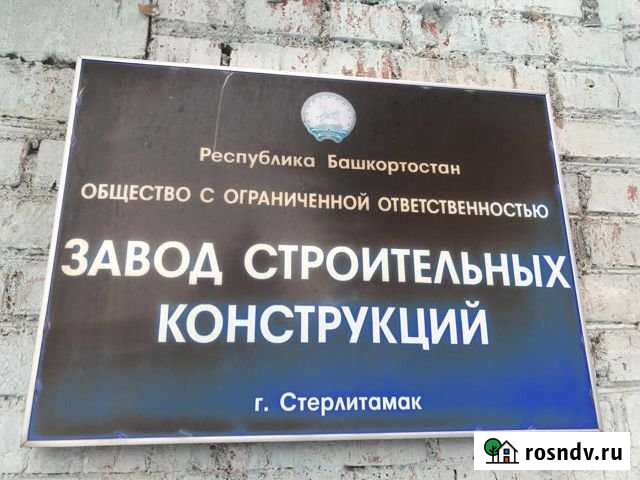 Республика Башкортостан
ОБЩЕСТВО С ОГРАНИЧЕННОЙ ОТВЕТСТВЕННОСТЬЮ
ЗАВОД СТРОИТЕЛЬНЫХ
КОНСТРУКЦИЙ
г. Стерлитамак
rosndv.ru